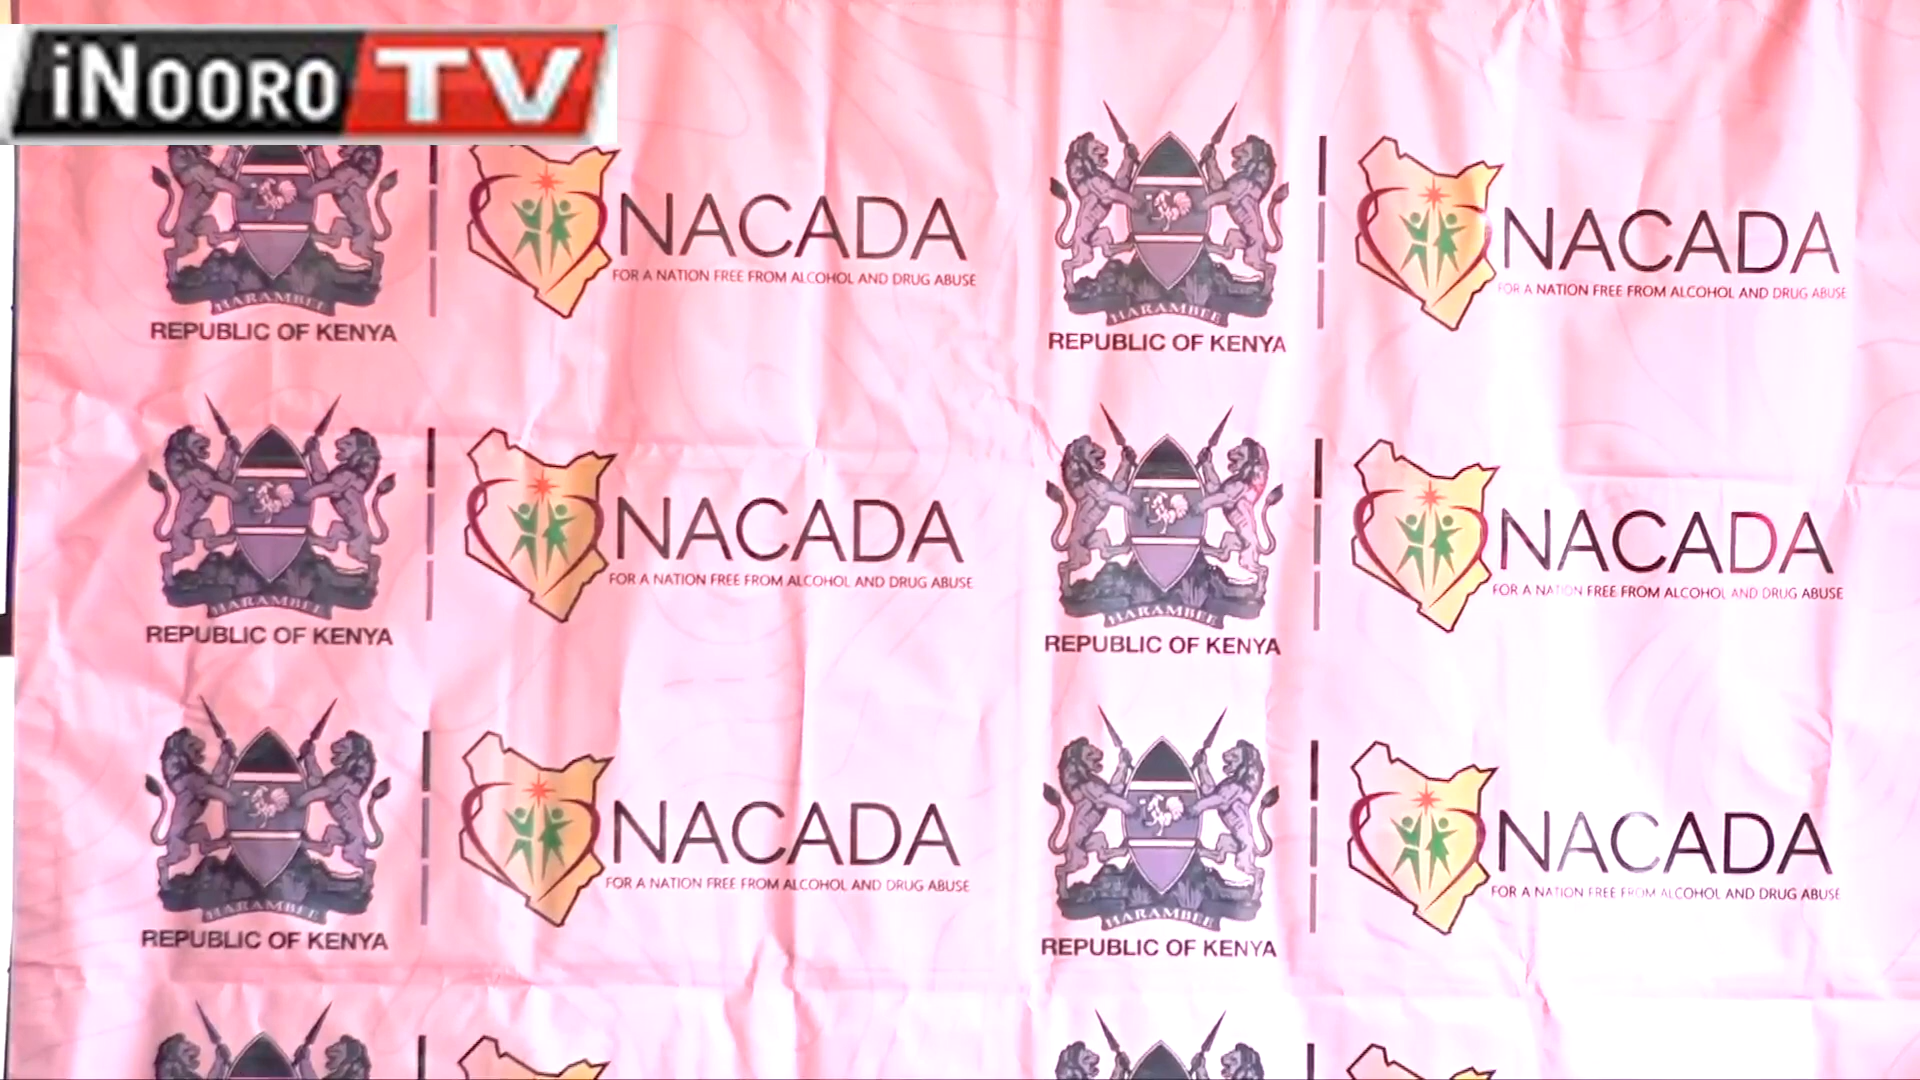 iNOORO TV
NACADA
FOR A NATION FREE FROM ALCOHOL AND DRUG ABUSE
HARAMBEE
REPUBLIC OF KENYA
NACADA
FOR A NATION FREE FROM ALCOHOL AND DRUG ABUSE
HARAMBEE
REPUBLIC OF KENYA
NACADA
FOR A NATION FREE FROM ALCOHOL AND DRUG ABUSE
HARAMBEE
REPUBLIC OF KENYA
NACADA
FOR A NATION FREE FROM ALCOHOL AND DRUG ABUSE
HARAMBEE
REPUBLIC OF KENYA
NACADA
FOR A NATION FREE FROM ALCOHOL AND DRUG ABUSE
HARAMBEE
REPUBLIC OF KENYA
NACADA
FOR A NATION FREE FROM ALCOHOL AND DRUG ABUSE
HARAMBEE
REPUBLIC OF KENYA